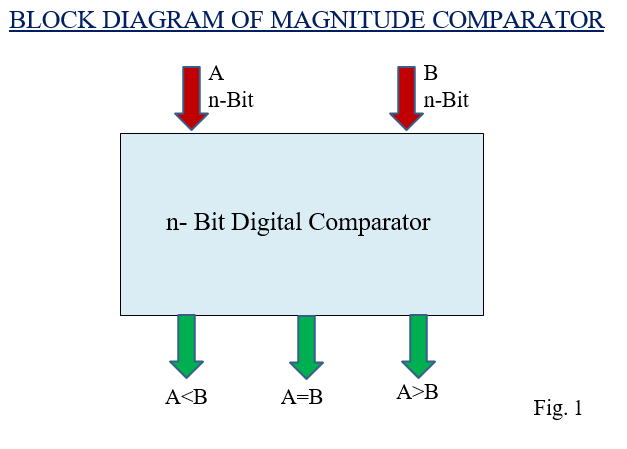 BLOCK DIAGRAM OF MAGNITUDE COMPARATOR
A
n-Bit
B
n-Bit
n- Bit Digital Comparator
A<B
A=B
A>B
Fig. 1